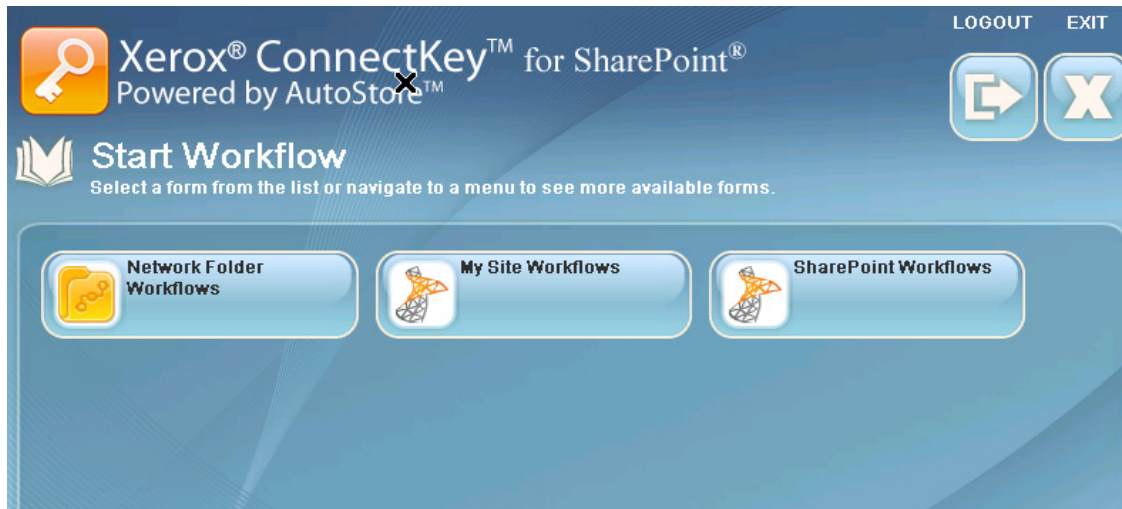 LOGOUT EXIT
Xerox® ConnectKey™ for SharePoint®
Powered by AutoStore™
Start Workflow
Select a form from the list or navigate to a menu to see more available forms.
Network Folder
Workflows
My Site Workflows
SharePoint Workflows